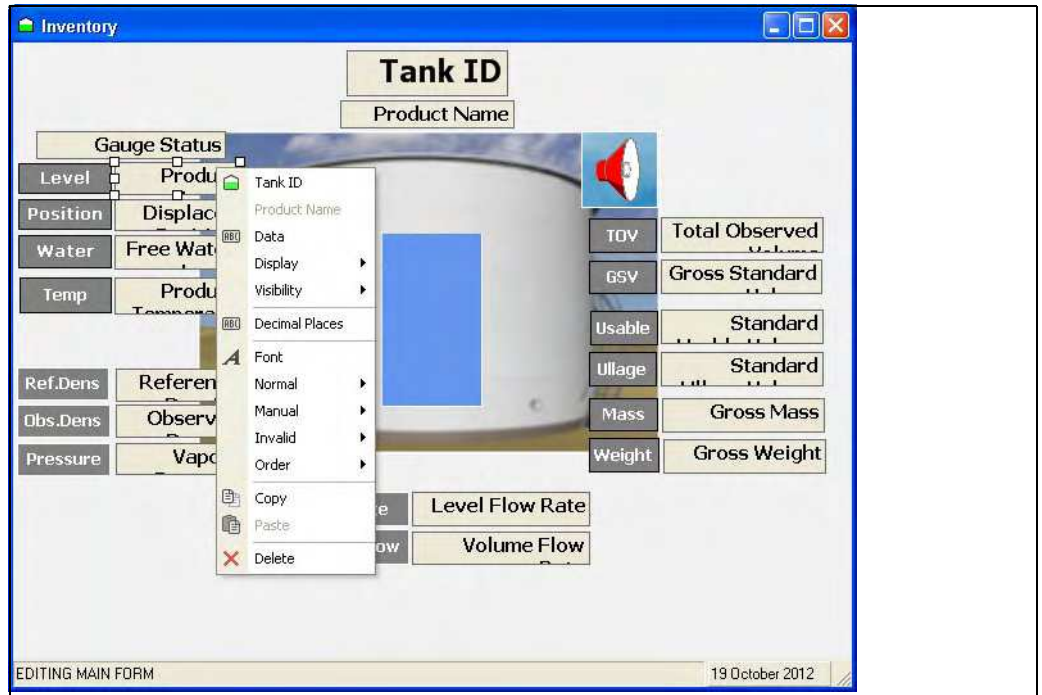 Inventory
Tank ID
Product Name
Gauge Status
Level
Produ
Position
Displac
Water
Free Wat
Temp
Produ
Ref.Dens
Referen
Obs.Dens
Observ
Pressure
Vapo
Tank ID
Product Name
ABC Data
Display
Visibility
ABC Decimal Places
A Font
Normal
Manual
Invalid
Order
Copy
Paste
Delete
TOV
Total Observed
GSV
Gross Standard
Usable
Standard
Ullage
Standard
Mass
Gross Mass
Weight
Gross Weight
e
Level Flow Rate
ow
Volume Flow
EDITING MAIN FORM
19 October 2012